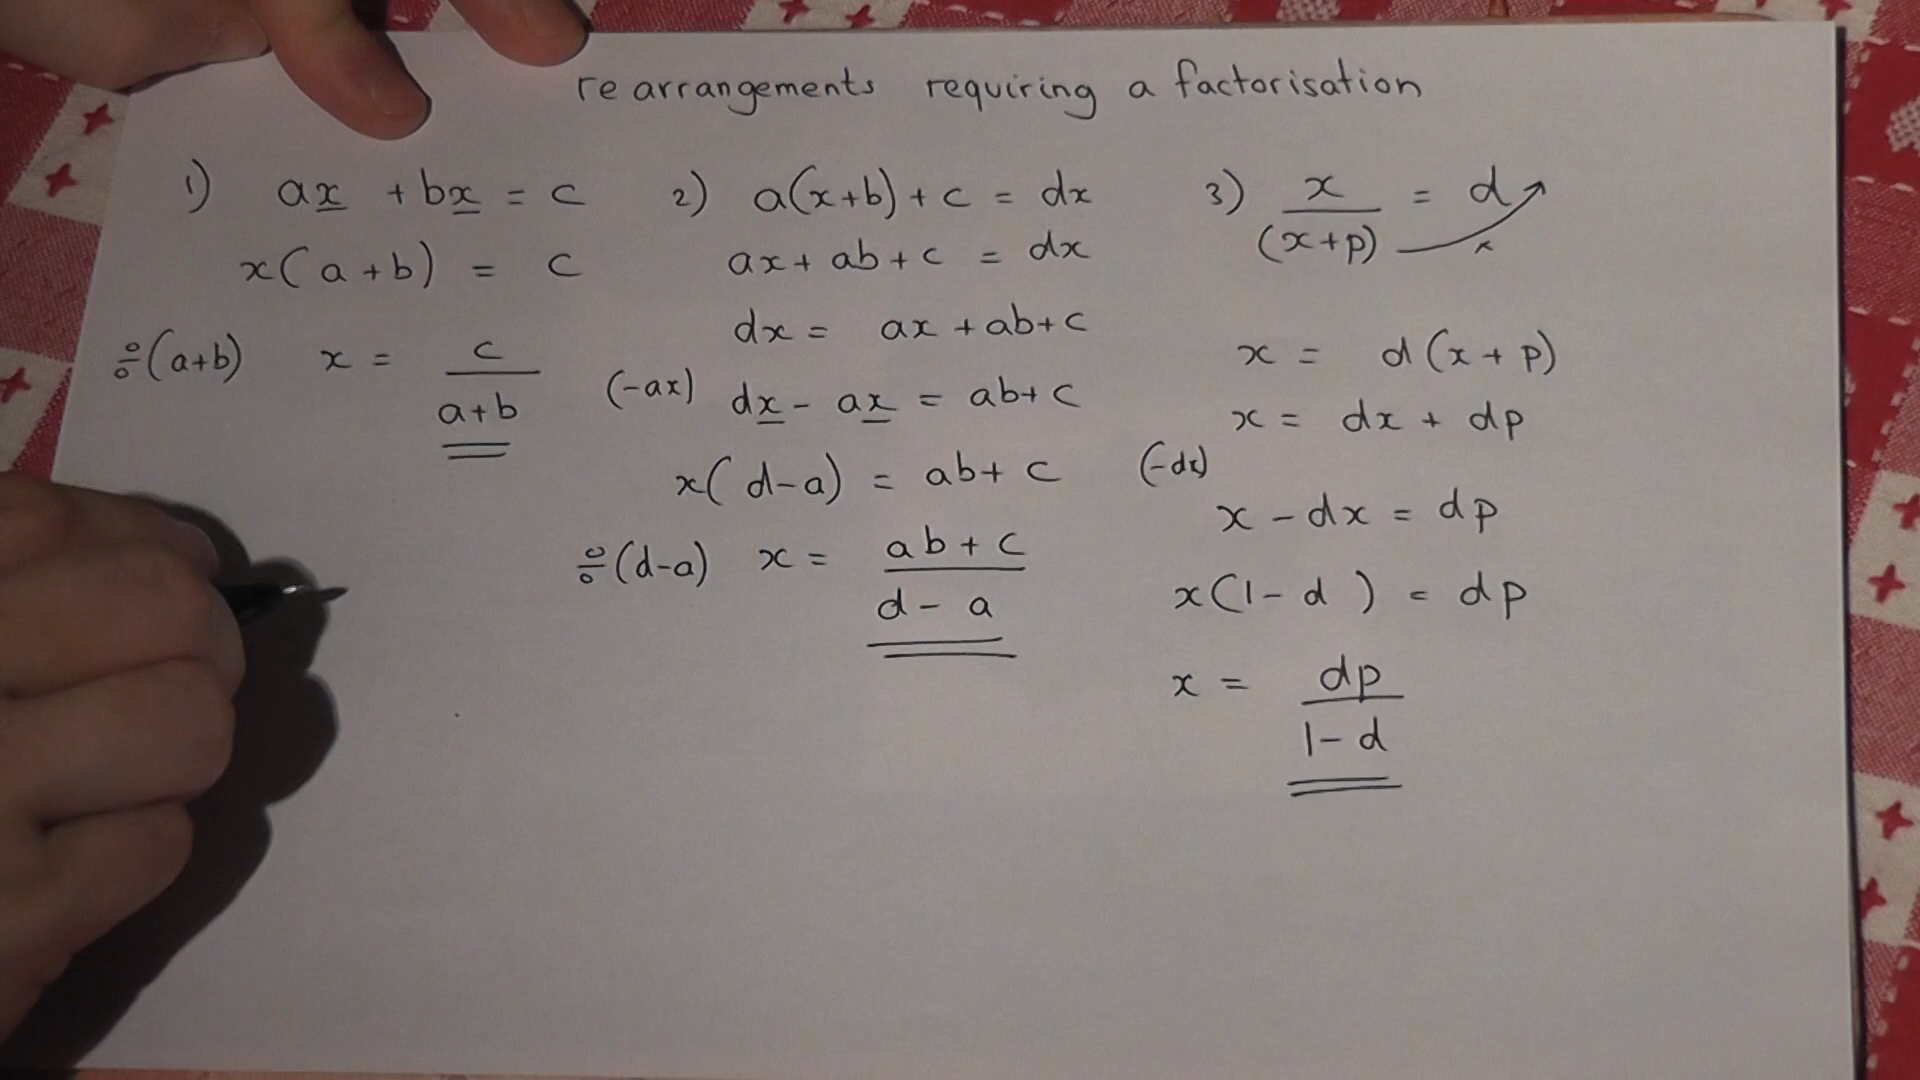 rearrangements requiring a factorisation
1) ax + bx = c
x(a+b) = c
÷(a+b) x = c
a+b
2) a(x+b) + c = dx
ax + ab + c = dx
dx = ax + ab + c
(-ax) dx - ax = ab + c
x(d-a) = ab + c
÷(d-a) x = ab + c
d - a
3) x = d
(x+p) ×
x = d(x+p)
x = dx + dp
(-dx)
x - dx = dp
x(1-d) = dp
x = dp
1-d